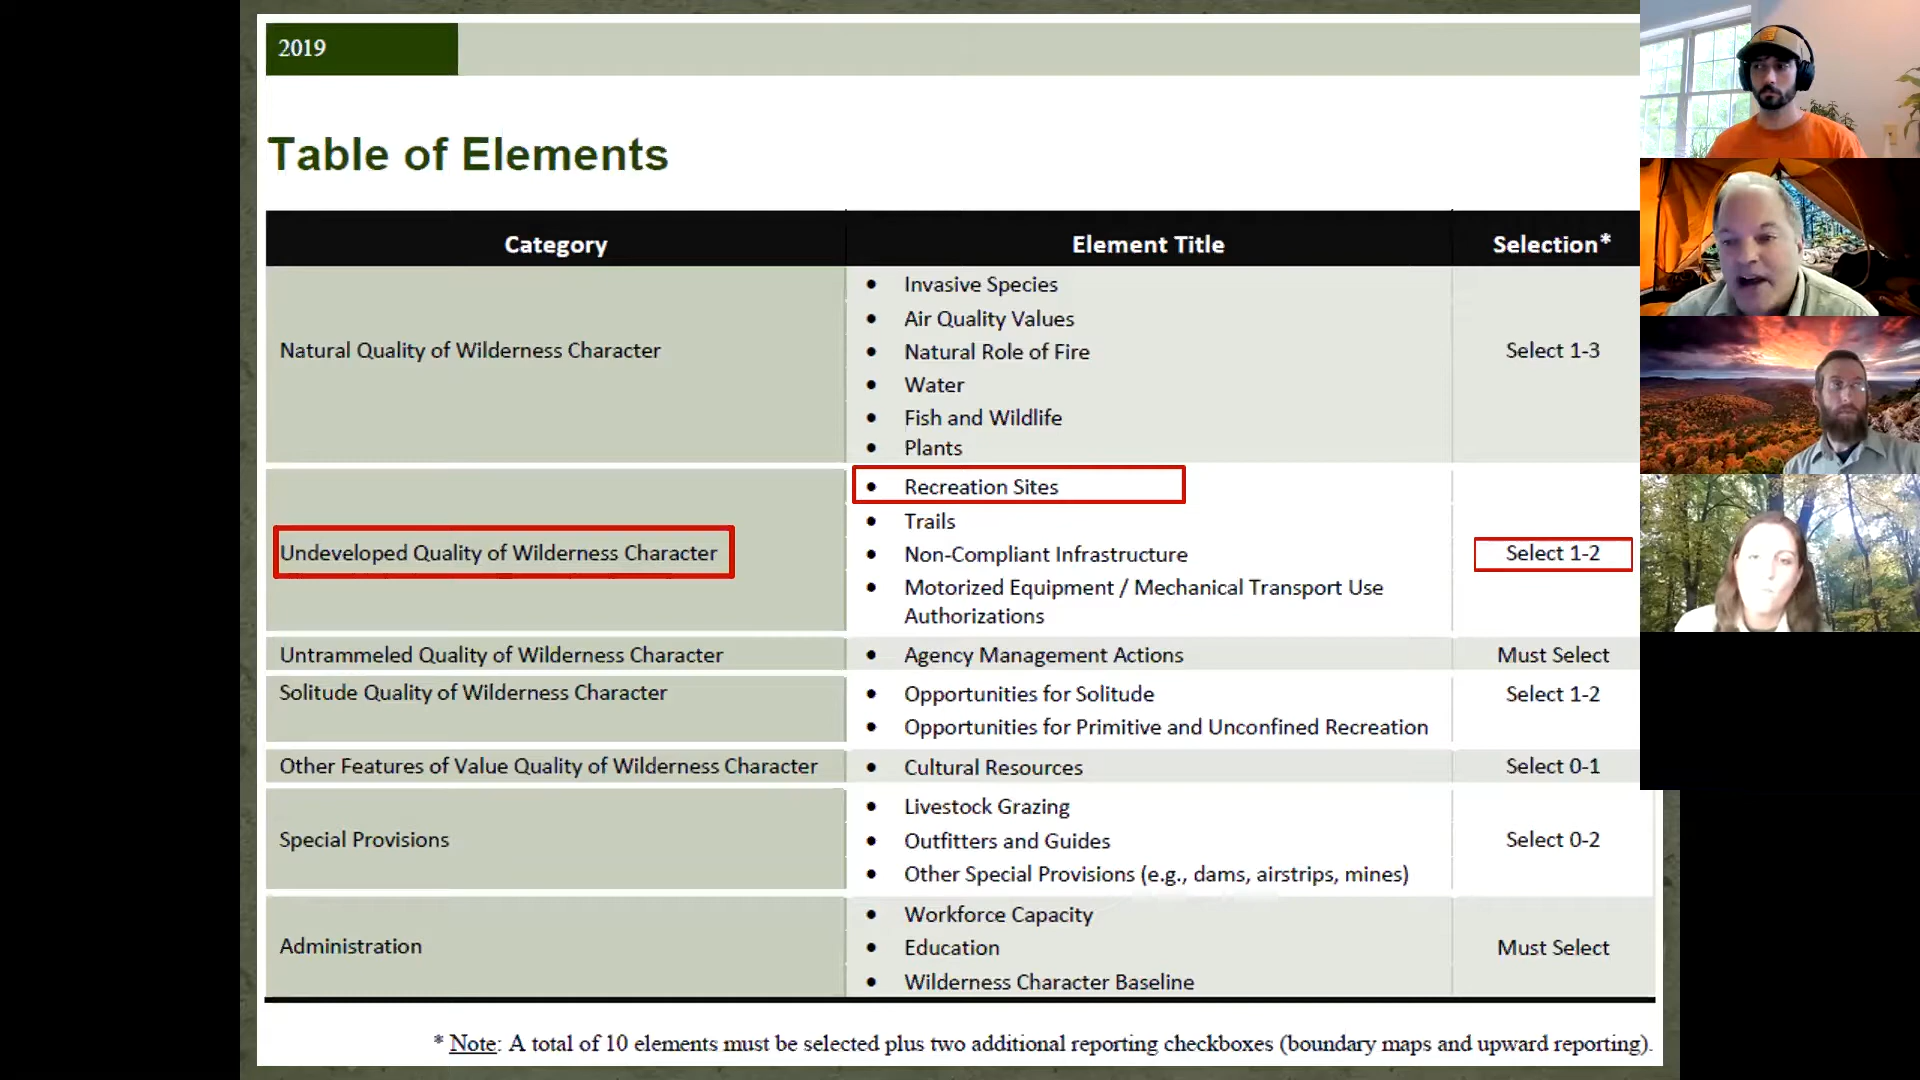 2019
Table of Elements
Category
Element Title
Selection*
Natural Quality of Wilderness Character
• Invasive Species
• Air Quality Values
• Natural Role of Fire
• Water
• Fish and Wildlife
• Plants
Select 1-3
Undeveloped Quality of Wilderness Character
• Recreation Sites
• Trails
• Non-Compliant Infrastructure
• Motorized Equipment / Mechanical Transport Use
Authorizations
Select 1-2
Untrammeled Quality of Wilderness Character
• Agency Management Actions
Must Select
Solitude Quality of Wilderness Character
• Opportunities for Solitude
• Opportunities for Primitive and Unconfined Recreation
Select 1-2
Other Features of Value Quality of Wilderness Character
• Cultural Resources
Select 0-1
Special Provisions
• Livestock Grazing
• Outfitters and Guides
• Other Special Provisions (e.g., dams, airstrips, mines)
Select 0-2
Administration
• Workforce Capacity
• Education
• Wilderness Character Baseline
Must Select
* Note: A total of 10 elements must be selected plus two additional reporting checkboxes (boundary maps and upward reporting).